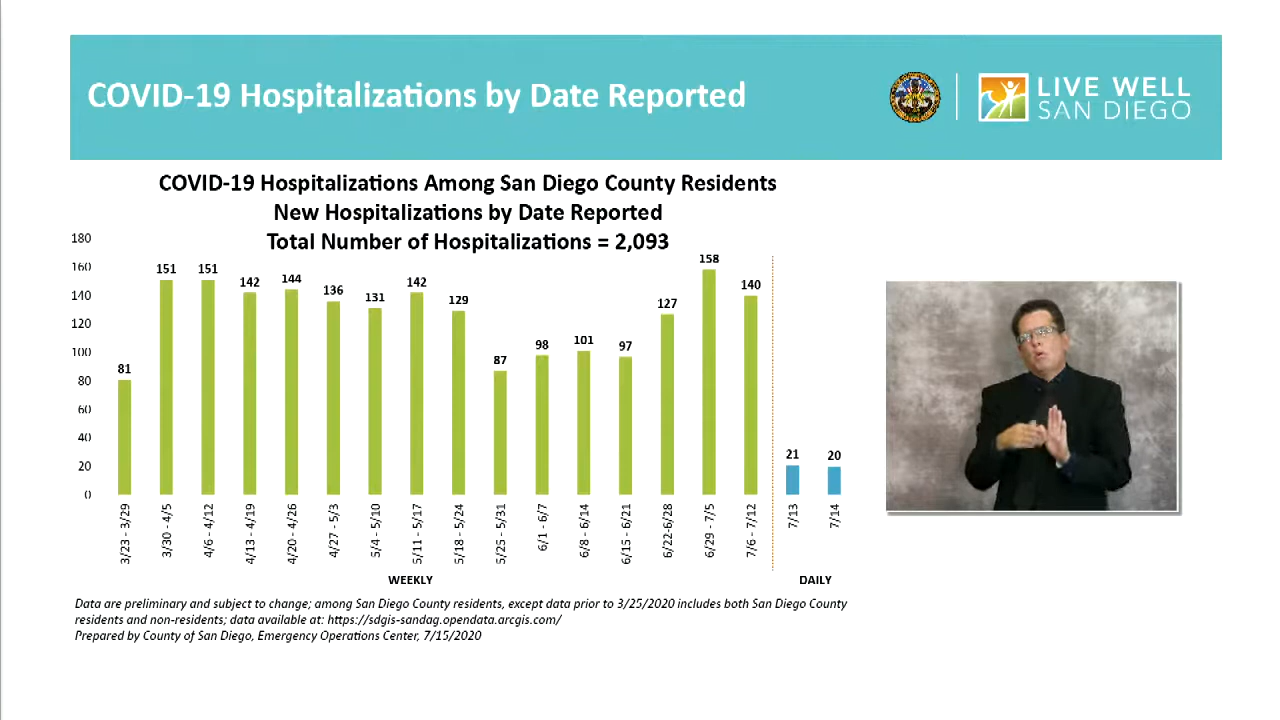 COVID-19 Hospitalizations by Date Reported
LIVE WELL
SAN DIEGO
COVID-19 Hospitalizations Among San Diego County Residents
New Hospitalizations by Date Reported
Total Number of Hospitalizations = 2,093
180
160
140
120
100
80
60
40
20
0
81
151
151
142
144
136
131
142
129
87
98
101
97
127
158
140
21
20
3/23 - 3/29
3/30 - 4/5
4/6 - 4/12
4/13 - 4/19
4/20 - 4/26
4/27 - 5/3
5/4 - 5/10
5/11 - 5/17
5/18 - 5/24
5/25 - 5/31
6/1 - 6/7
6/8 - 6/14
6/15 - 6/21
6/22-6/28
6/29 - 7/5
7/6 - 7/12
7/13
7/14
WEEKLY
DAILY
Data are preliminary and subject to change; among San Diego County residents, except data prior to 3/25/2020 includes both San Diego County
residents and non-residents; data available at: https://sdgis-sandag.opendata.arcgis.com/
Prepared by County of San Diego, Emergency Operations Center, 7/15/2020